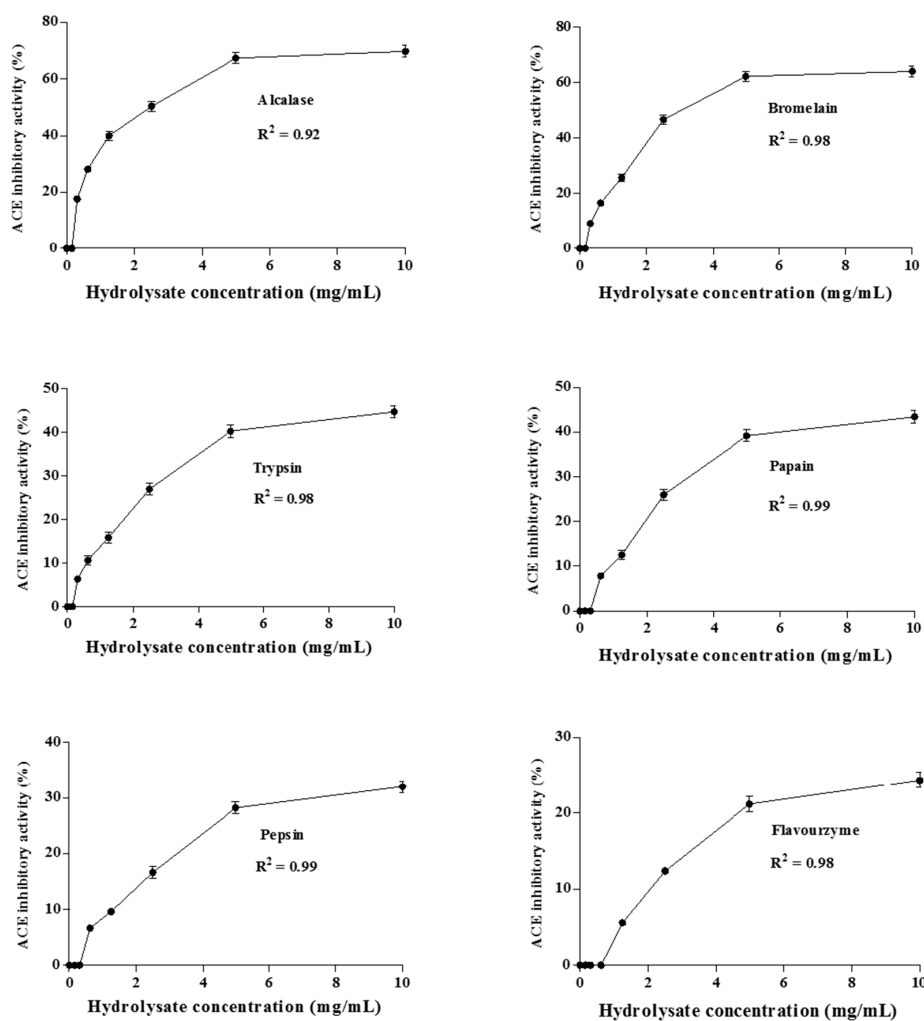 80
60
40
20
0
ACE inhibitory activity (%)
Alcalase
R² = 0.92
0 2 4 6 8 10
Hydrolysate concentration (mg/mL)
80
60
40
20
0
ACE inhibitory activity (%)
Bromelain
R² = 0.98
0 2 4 6 8 10
Hydrolysate concentration (mg/mL)
50
40
30
20
10
0
ACE inhibitory activity (%)
Trypsin
R² = 0.98
0 2 4 6 8 10
Hydrolysate concentration (mg/mL)
50
40
30
20
10
0
ACE inhibitory activity (%)
Papain
R² = 0.99
0 2 4 6 8 10
Hydrolysate concentration (mg/mL)
40
30
20
10
0
ACE inhibitory activity (%)
Pepsin
R² = 0.99
0 2 4 6 8 10
Hydrolysate concentration (mg/mL)
30
20
10
0
ACE inhibitory activity (%)
Flavourzyme
R² = 0.98
0 2 4 6 8 10
Hydrolysate concentration (mg/mL)